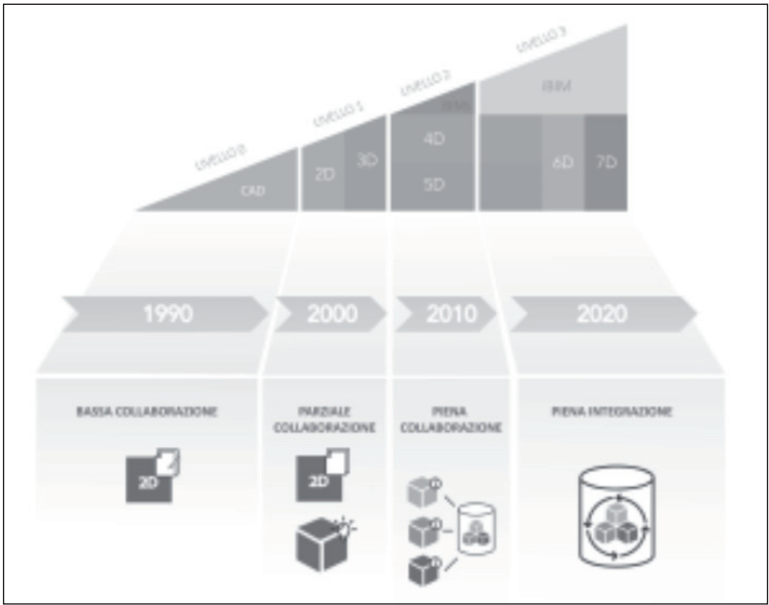 LIVELLO 0
LIVELLO 1
LIVELLO 2
LIVELLO 3
CAD
2D
3D
4D
5D
iBIM
6D
7D
1990
2000
2010
2020
BASSA COLLABORAZIONE
PARZIALE
COLLABORAZIONE
PIENA
COLLABORAZIONE
PIENA INTEGRAZIONE
2D
2D